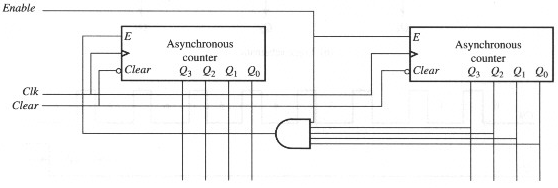 Enable
E
Asynchronous
counter
Clear
Q3 Q2 Q1 Q0
E
Asynchronous
counter
Clear
Q3 Q2 Q1 Q0
Clk
Clear